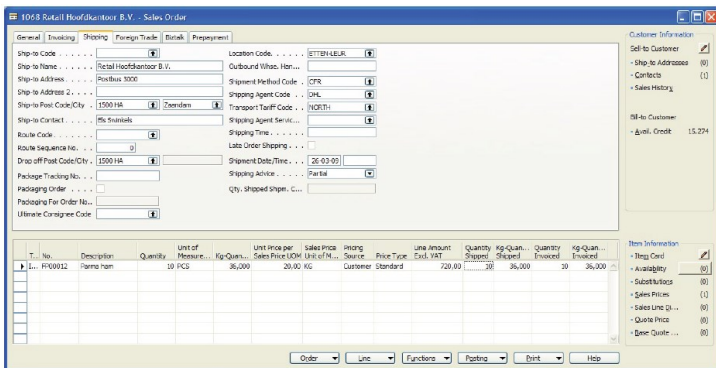 1068 Retail Hoofdkantoor B.V. - Sales Order
General Invoicing Shipping Foreign Trade Biztalk Prepayment
Ship-to Code . . . . . .
Ship-to Name . . . . . . Retail Hoofdkantoor B.V.
Ship-to Address . . . . . Postbus 3000
Ship-to Address 2. . . . .
Ship-to Post Code/City . 1500 HA Zaandam
Ship-to Contact . . . . . Els Sninkels
Route Code . . . . . . .
Route Sequence No. . . . 0
Drop off Post Code/City . 1500 HA
Package Tracking No. . . .
Packaging Order . . . . .
Packaging For Order No...
Ultimate Consignee Code
Location Code. . . . . . ETTEN-LEUR
Outbound Whse. Han...
Shipment Method Code . CFR
Shipping Agent Code . . DHL
Transport Tariff Code . . NORTH
Shipping Agent Servic...
Shipping Time . . . . . .
Late Order Shipping . . .
Shipment Date/Time . . . 26-03-09
Shipping Advice . . . . . Partial
Qty. Shipped Shpm. C...
Customer Information
Sell-to Customer
Ship-to Addresses (0)
Contacts (1)
Sales History
Bill-to Customer
Avail. Credit 15.274
T... No. Description Quantity Unit of Measure... Kg-Quan... Unit Price per Sales Price UOM Sales Price Unit of M... Pricing Source Price Type Line Amount Excl. VAT Quantity Shipped Kg-Quan... Shipped Quantity Invoiced Kg-Quan... Invoiced
I... FP00012 Parma ham 10 PCS 36,000 20,00 KG Customer Standard 720,00 10 36,000 10 36,000
Item Information
Item Card
Availability (0)
Substitutions (0)
Sales Prices (1)
Sales Line Di... (0)
Quote Price (0)
Base Quote ... (0)
Order Line Functions Posting Print Help